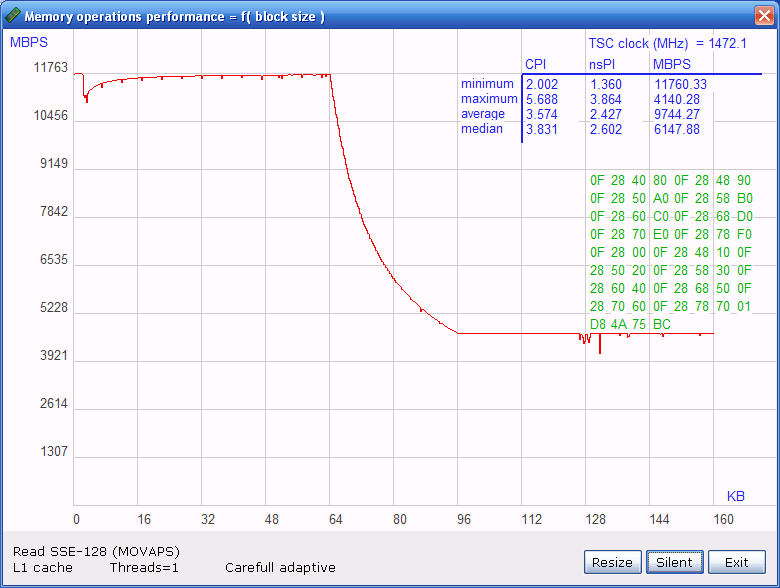 Memory operations performance = f( block size )
MBPS
TSC clock (MHz) = 1472.1
CPI nsPI MBPS
minimum 2.002 1.360 11760.33
maximum 5.688 3.864 4140.28
average 3.574 2.427 9744.27
median 3.831 2.602 6147.88
11763
10456
9149
7842
6535
5228
3921
2614
1307
0F 28 40 80 0F 28 48 90
0F 28 50 A0 0F 28 58 B0
0F 28 60 C0 0F 28 68 D0
0F 28 70 E0 0F 28 78 F0
0F 28 00 0F 28 48 10 0F
28 50 20 0F 28 58 30 0F
28 60 40 0F 28 68 50 0F
28 70 60 0F 28 78 70 01
D8 4A 75 BC
KB
0 16 32 48 64 80 96 112 128 144 160
Read SSE-128 (MOVAPS)
L1 cache Threads=1 Carefull adaptive
Resize Silent Exit